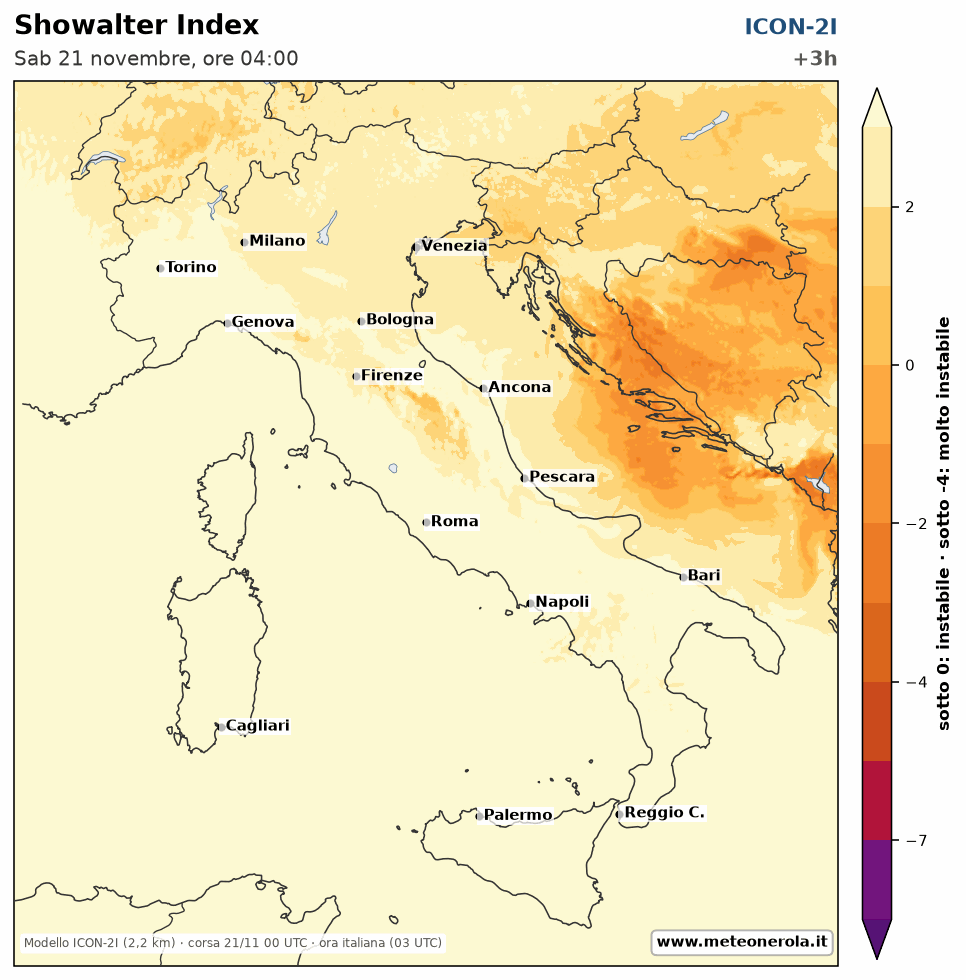 Showalter Index
ICON-2I
Sab 21 novembre, ore 04:00
+3h
Milano
Venezia
Torino
Genova
Bologna
Firenze
Ancona
Pescara
Roma
Bari
Napoli
Cagliari
Palermo
Reggio C.
2
0
−2
−4
−7
sotto 0: instabile · sotto -4: molto instabile
Modello ICON-2I (2,2 km) · corsa 21/11 00 UTC · ora italiana (03 UTC)
www.meteonerola.it